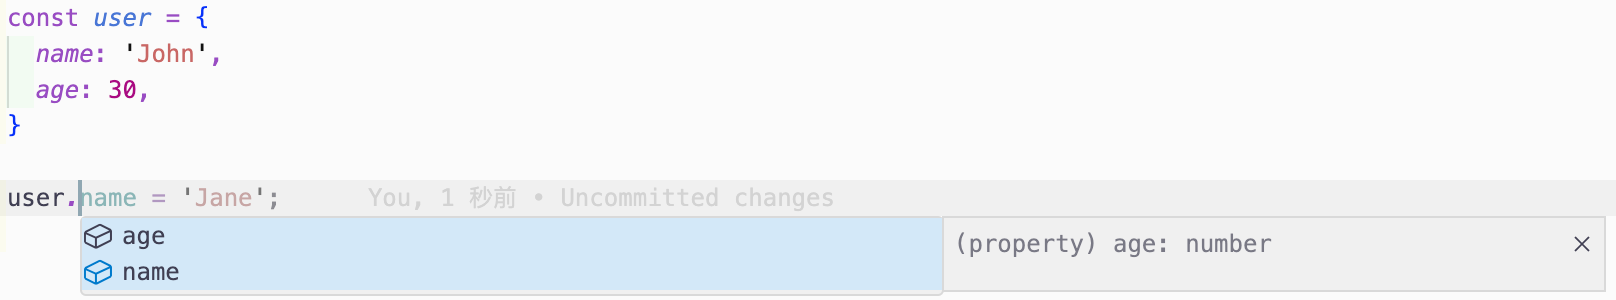 const user = {
  name: 'John',
  age: 30,
}
user.name = 'Jane'; You, 1 秒前 • Uncommitted changes
age
(property) age: number
name